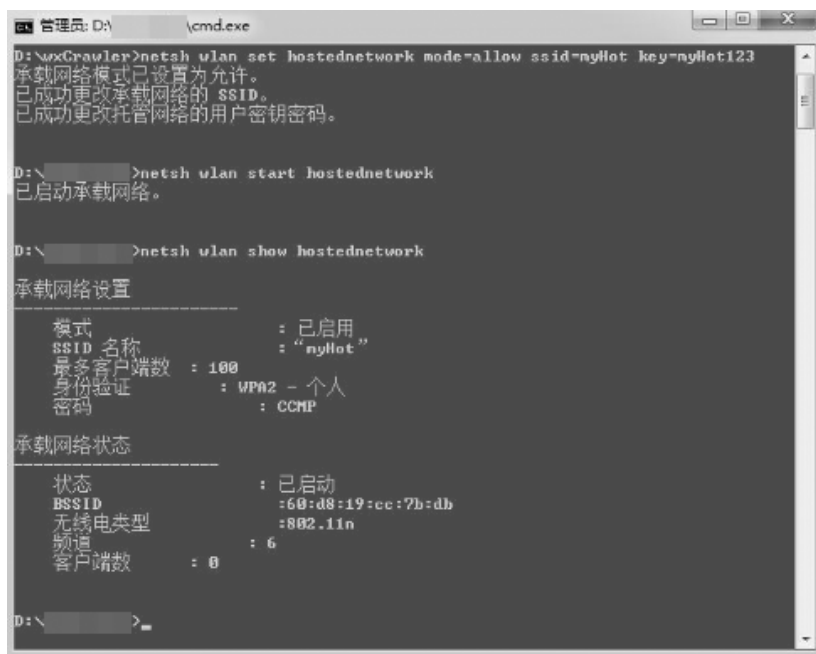 管理员: D:\ \cmd.exe
D:\wxCrawler>netsh wlan set hostednetwork mode=allow ssid=myHot key=myHot123
承载网络模式已设置为允许。
已成功更改承载网络的 SSID。
已成功更改托管网络的用户密钥密码。
D:\ >netsh wlan start hostednetwork
已启动承载网络。
D:\ >netsh wlan show hostednetwork
承载网络设置
-----------------------
模式 : 已启用
SSID 名称 : “myHot”
最多客户端数 : 100
身份验证 : WPA2 - 个人
密码 : CCMP
承载网络状态
---------------------
状态 : 已启动
BSSID :60:d8:19:cc:7b:db
无线电类型 :802.11n
频道 : 6
客户端数 : 0
D:\ >_